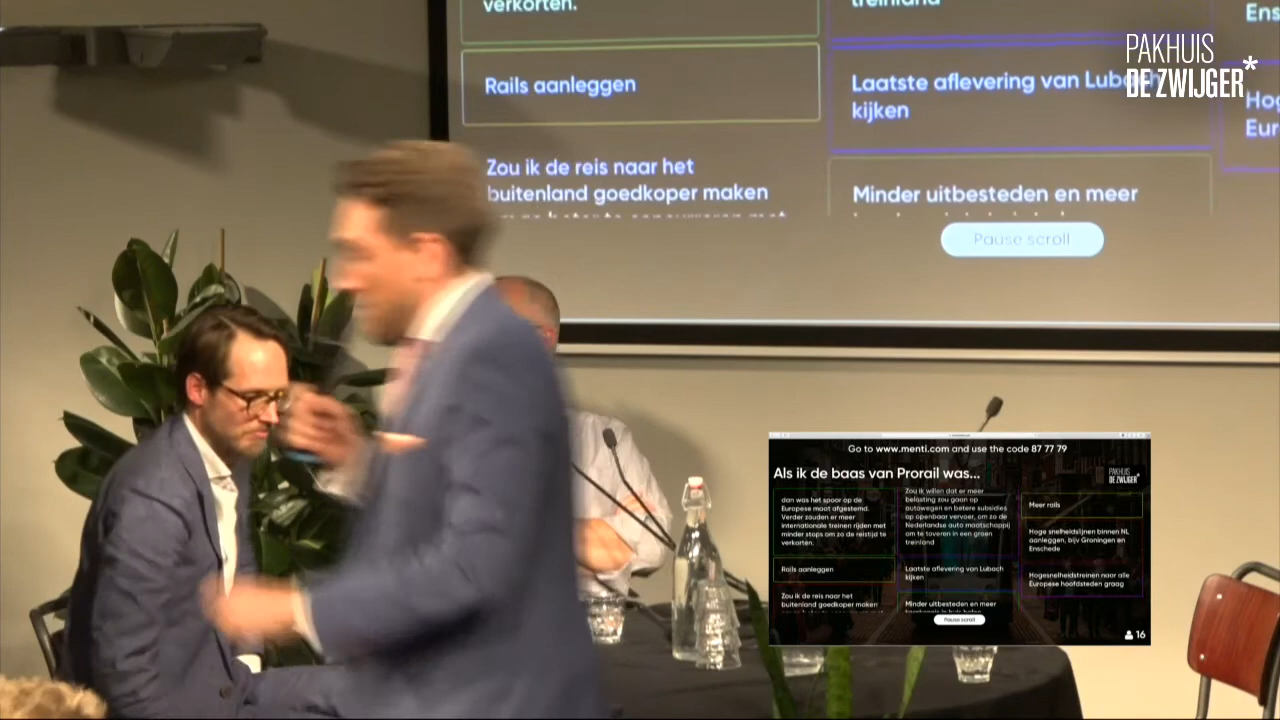 verkorten.
Rails aanleggen
Zou ik de reis naar het
buitenland goedkoper maken
treinland
Laatste aflevering van Lubach
kijken
Minder uitbesteden en meer
Pause scroll
Ens
Hog
Eur
PAKHUIS
DE ZWIJGER*
Go to www.menti.com and use the code 87 77 79
Als ik de baas van Prorail was...
PAKHUIS
DE ZWIJGER*
dan was het spoor op de
Europese maat afgestemd.
Verder zouden er meer
internationale treinen rijden met
minder stops om zo de reistijd te
verkorten.
Rails aanleggen
Zou ik de reis naar het
buitenland goedkoper maken
Zou ik willen dat er meer
belasting zou gaan op
autowegen en betere subsidies
op openbaar vervoer, om zo de
Nederlandse auto maatschappij
om te toveren in een groen
treinland
Laatste aflevering van Lubach
kijken
Minder uitbesteden en meer
Pause scroll
Meer rails
Hoge snelheidslijnen binnen NL
aanleggen, bijv Groningen en
Enschede
Hogesnelheidstreinen naar alle
Europese hoofdsteden graag
16